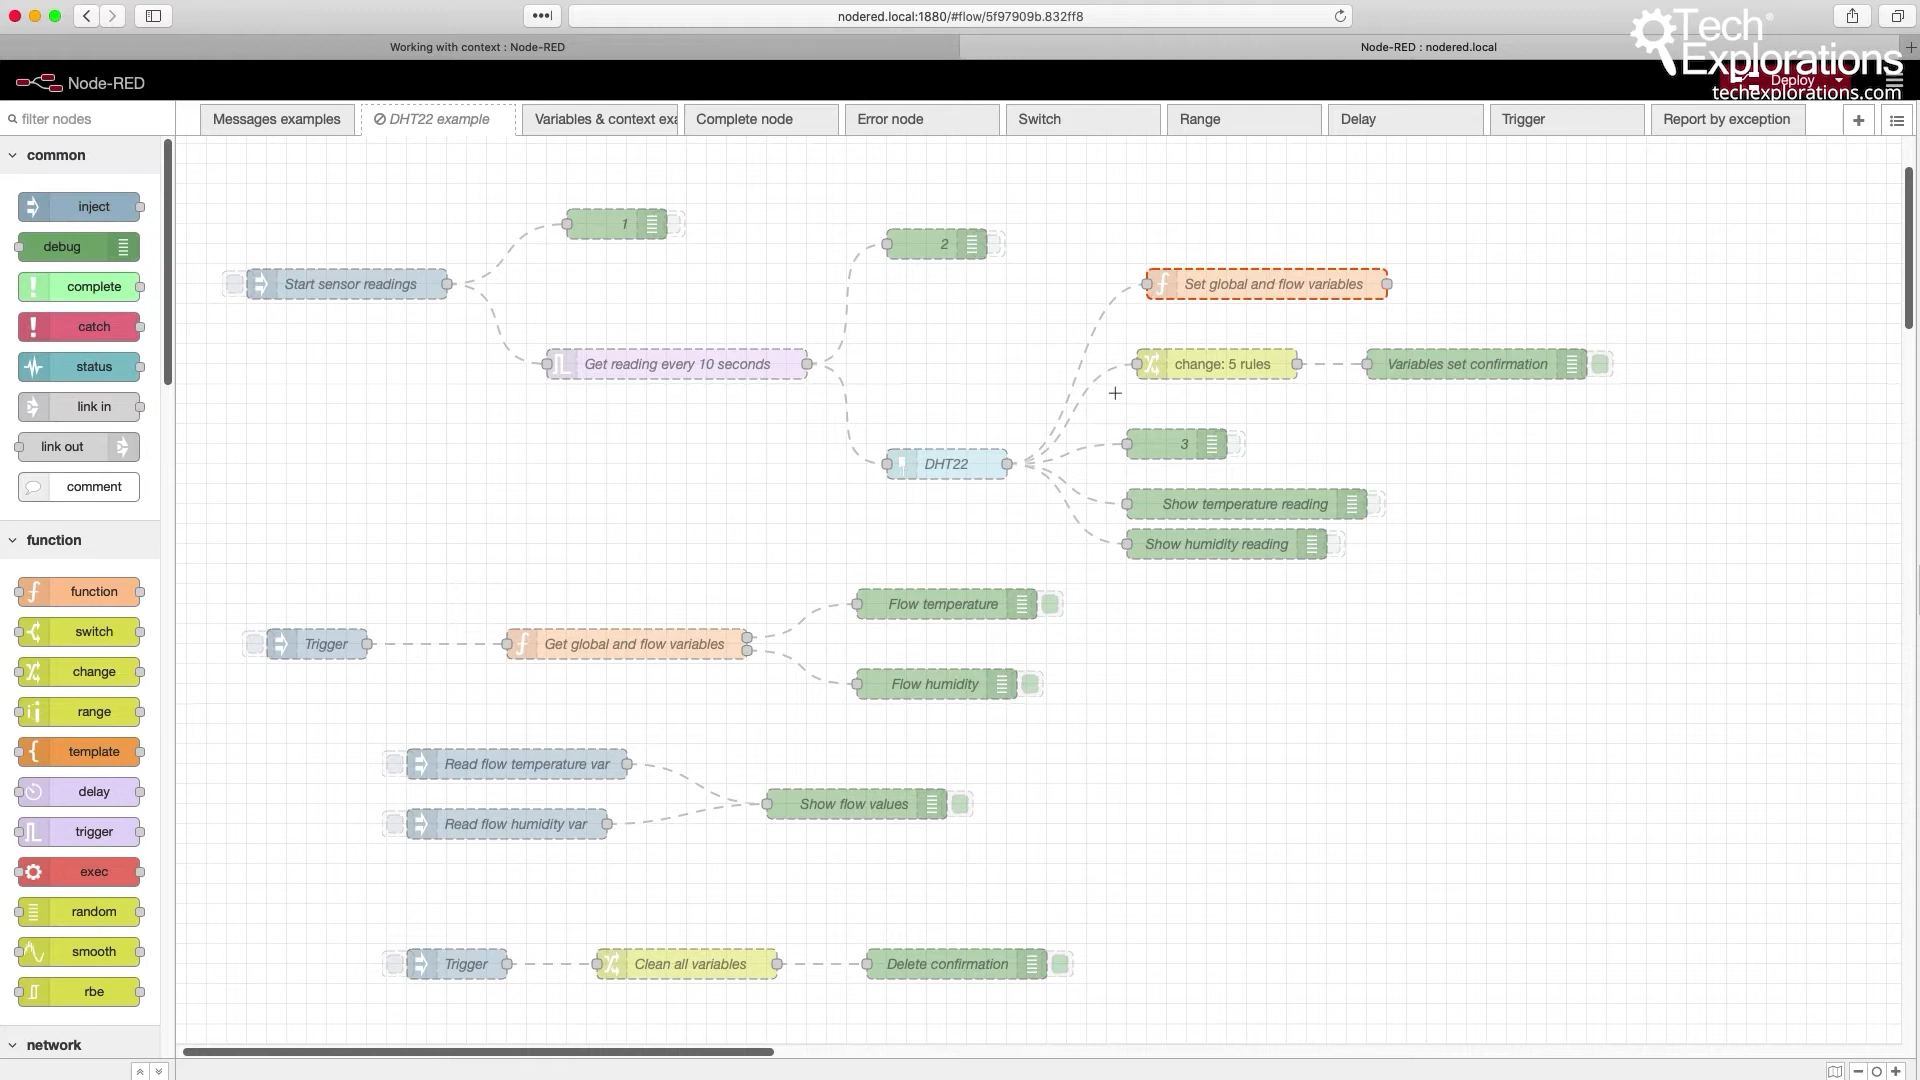 nodered.local:1880/#flow/5f97909b.832ff8
Working with context : Node-RED
Node-RED : nodered.local
Tech
Explorations
techexplorations.com
Node-RED
Deploy
filter nodes
Messages examples
DHT22 example
Variables & context exa
Complete node
Error node
Switch
Range
Delay
Trigger
Report by exception
common
inject
debug
complete
catch
status
link in
link out
comment
function
function
switch
change
range
template
delay
trigger
exec
random
smooth
rbe
network
1
2
Start sensor readings
Set global and flow variables
Get reading every 10 seconds
change: 5 rules
Variables set confirmation
3
DHT22
Show temperature reading
Show humidity reading
Flow temperature
Trigger
Get global and flow variables
Flow humidity
Read flow temperature var
Show flow values
Read flow humidity var
Trigger
Clean all variables
Delete confirmation